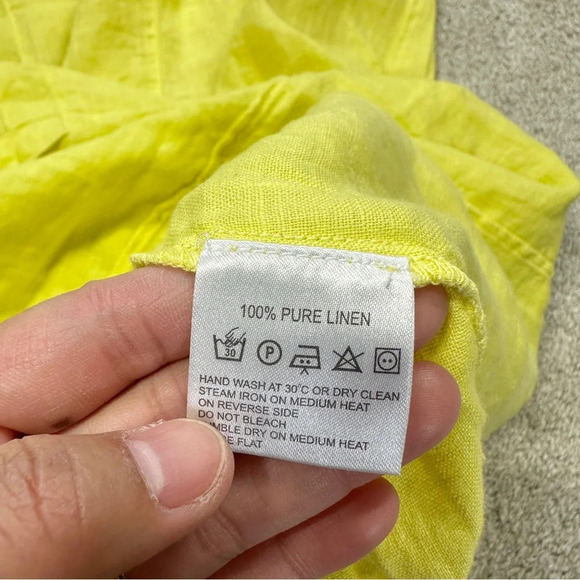 100% PURE LINEN
30 P
HAND WASH AT 30°C OR DRY CLEAN
STEAM IRON ON MEDIUM HEAT
ON REVERSE SIDE
DO NOT BLEACH
DRY ON MEDIUM HEAT
FLAT